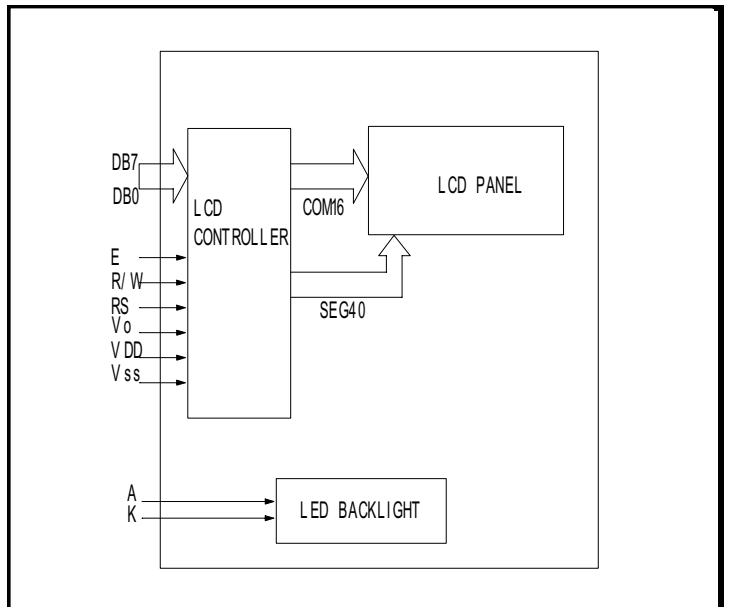 DB7
DB0
LCD
CONTROLLER
COM16
LCD PANEL
SEG40
E
R/W
RS
Vo
VDD
Vss
A
K
LED BACKLIGHT